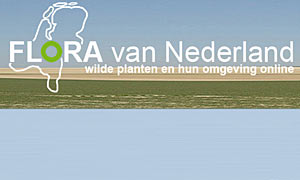 FLORA van Nederland
wilde planten en hun omgeving online